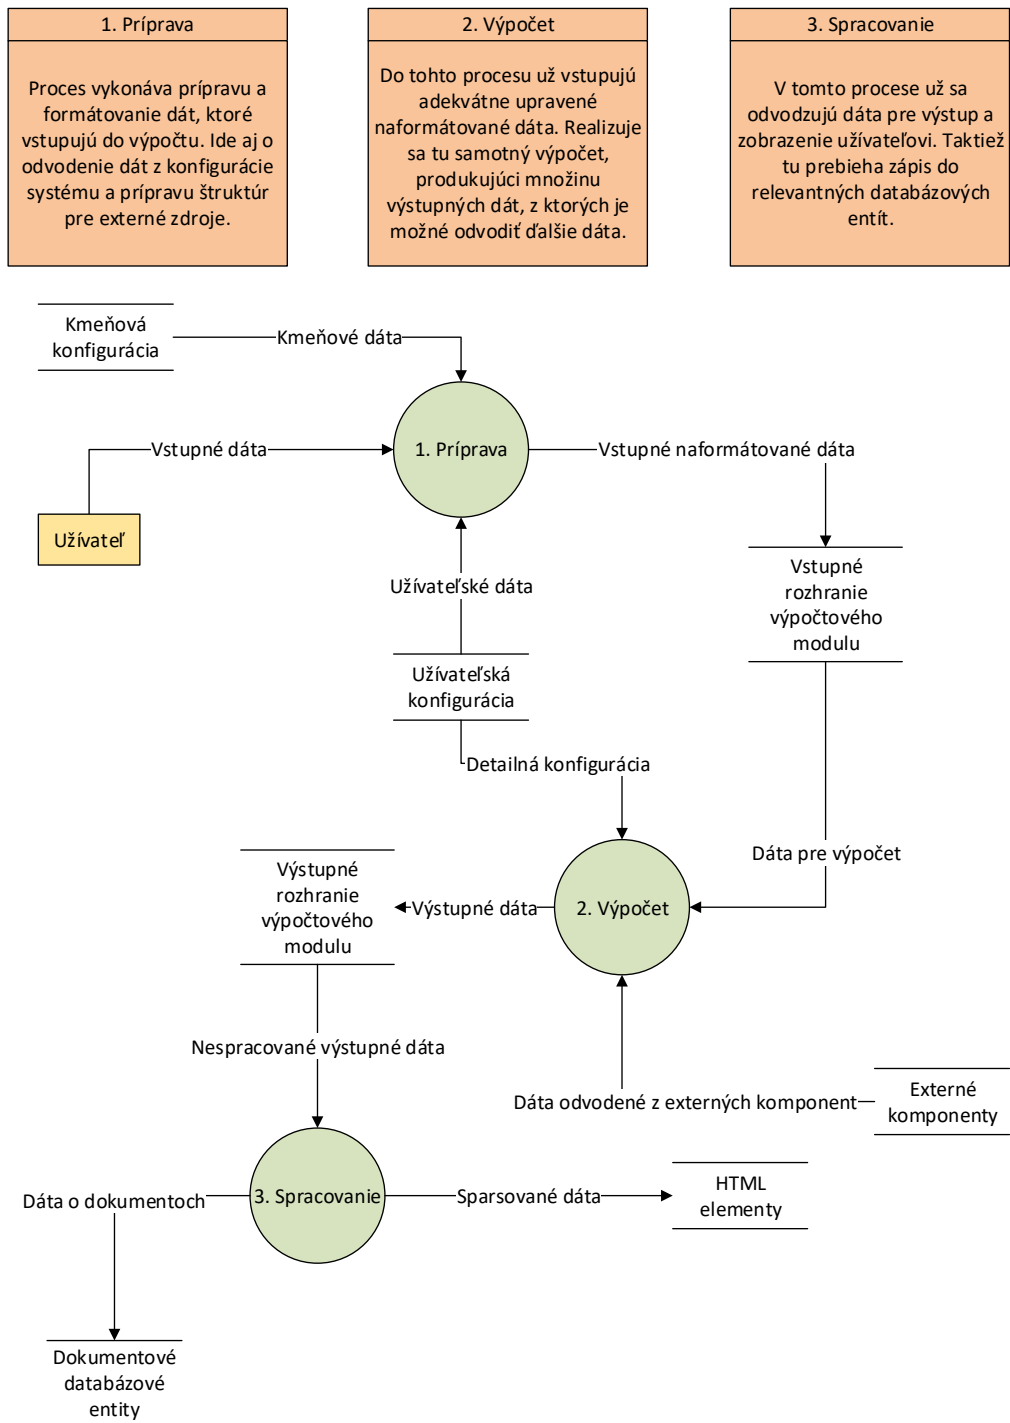 1. Príprava
Proces vykonáva prípravu a
formátovanie dát, ktoré
vstupujú do výpočtu. Ide aj o
odvodenie dát z konfigurácie
systému a prípravu štruktúr
pre externé zdroje.
2. Výpočet
Do tohto procesu už vstupujú
adekvátne upravené
naformátované dáta. Realizuje
sa tu samotný výpočet,
produkujúci množinu
výstupných dát, z ktorých je
možné odvodiť ďalšie dáta.
3. Spracovanie
V tomto procese už sa
odvodzujú dáta pre výstup a
zobrazenie užívateľovi. Taktiež
tu prebieha zápis do
relevantných databázových
entít.
Kmeňová
konfigurácia
Kmeňové dáta
Vstupné dáta
1. Príprava
Vstupné naformátované dáta
Užívateľ
Užívateľské dáta
Vstupné
rozhranie
výpočtového
modulu
Užívateľská
konfigurácia
Detailná konfigurácia
Dáta pre výpočet
Výstupné
rozhranie
výpočtového
modulu
Výstupné dáta
2. Výpočet
Nespracované výstupné dáta
Dáta odvodené z externých komponent
Externé
komponenty
Dáta o dokumentoch
3. Spracovanie
Sparsované dáta
HTML
elementy
Dokumentové
databázové
entity